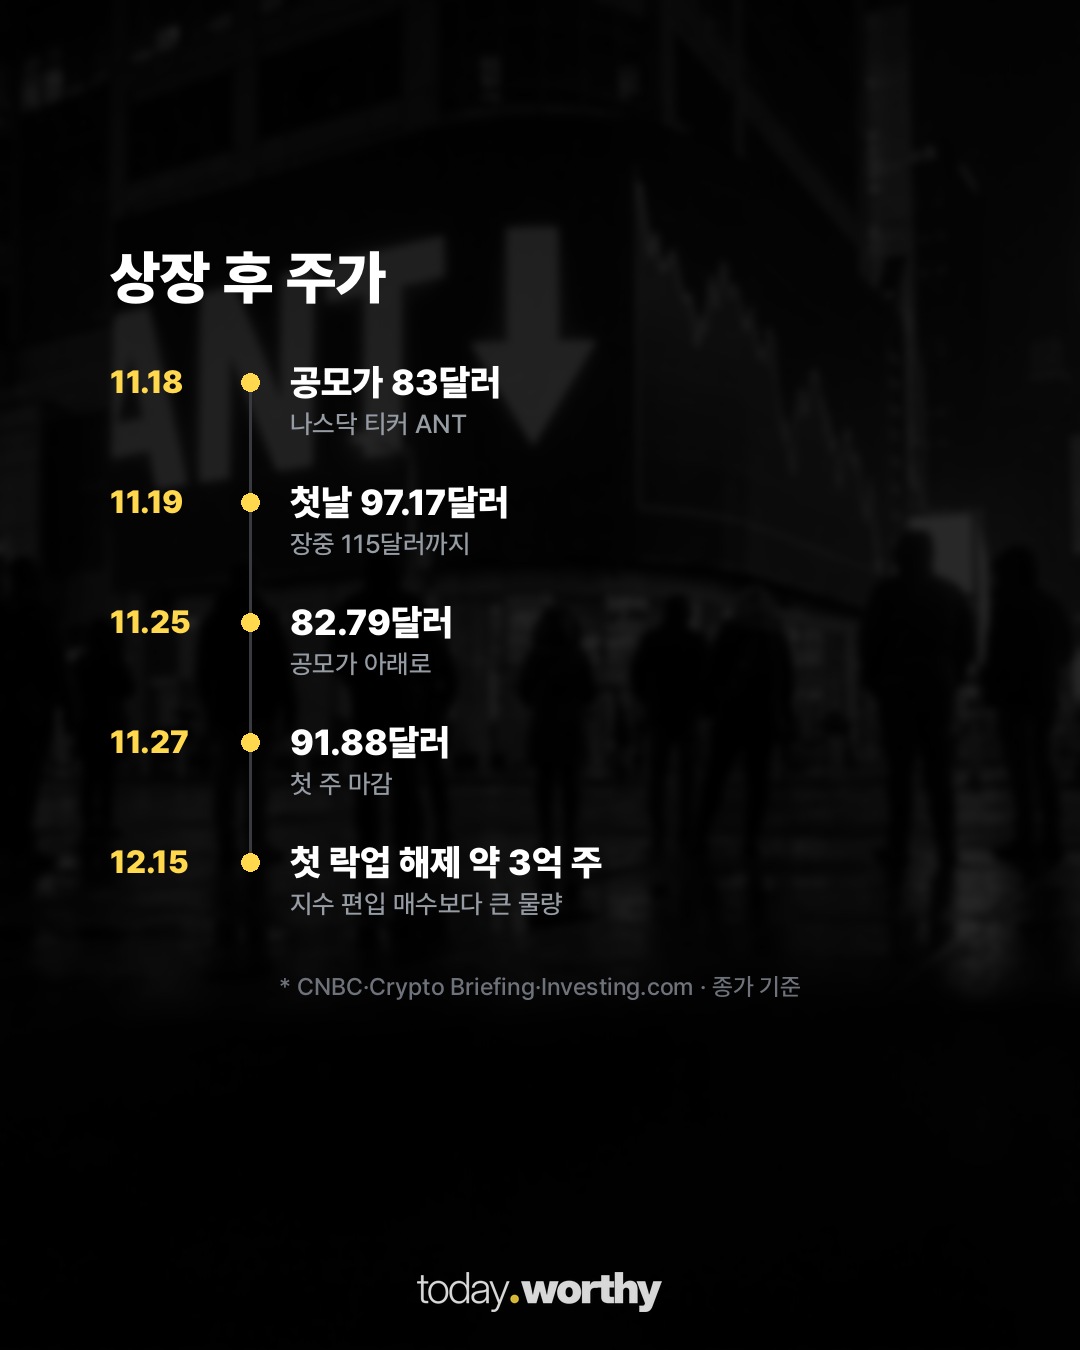 상장 후 주가
ANT
11.18
공모가 83달러
나스닥 티커 ANT
11.19
첫날 97.17달러
장중 115달러까지
11.25
82.79달러
공모가 아래로
11.27
91.88달러
첫 주 마감
12.15
첫 락업 해제 약 3억 주
지수 편입 매수보다 큰 물량
* CNBC·Crypto Briefing·Investing.com · 종가 기준
today.worthy